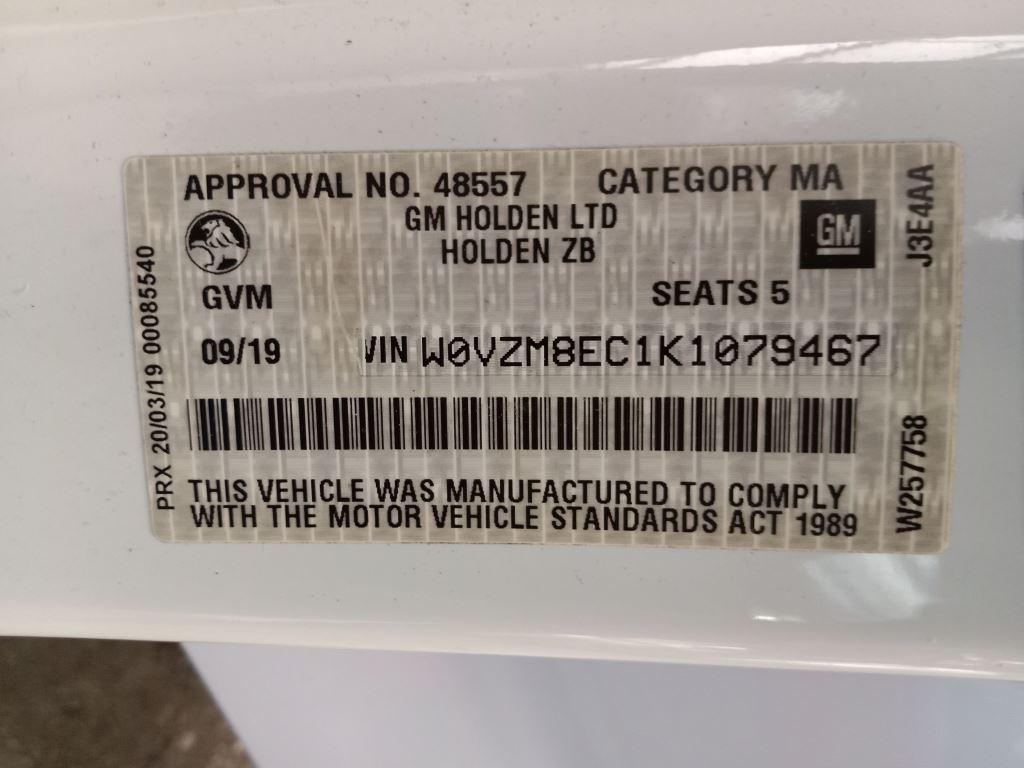 APPROVAL NO. 48557 CATEGORY MA
GM HOLDEN LTD
HOLDEN ZB
GM
GVM SEATS 5
09/19 VIN W0VZM8EC1K1079467
THIS VEHICLE WAS MANUFACTURED TO COMPLY
WITH THE MOTOR VEHICLE STANDARDS ACT 1989
PRX 20/03/19 00085540
J3E4AA
W257758